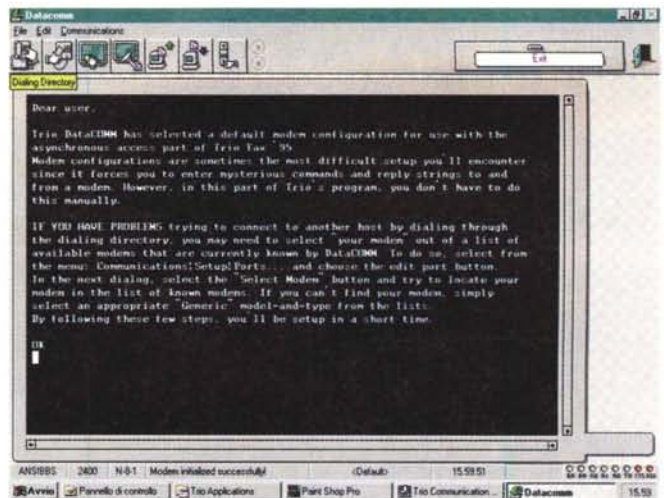 Datacomm
File Edit Communications
Exit
Dialing Directory
Dear user,
Trio DataCOMM has selected a default modem configuration for use with the
asynchronous access part of Trio Fax '95
Modem configurations are sometimes the most difficult setup you'll encounter
since it forces you to enter mysterious commands and reply strings to and
from a modem. However, in this part of Trio's program, you don't have to do
this manually.
IF YOU HAVE PROBLEMS trying to connect to another host by dialing through
the dialing directory, you may need to select "your modem" out of a list of
available modems that are currently known by DataCOMM. To do so, select from
the menu: Communications|Setup|Ports... and choose the edit port button.
In the next dialog, select the "Select Modem" button and try to locate your
modem in the list of known modems. If you can't find your modem, simply
select an appropriate "Generic" model-and-type from the lists.
By following these few steps, you'll be setup in a short time.
OK
ANSIBBS 2400 N-8-1 Modem initialized successfully! <Default> 15.59.51
Avvio Pannello di controllo Trio Applications Paint Shop Pro Trio Communication ... Datacomm 15.59